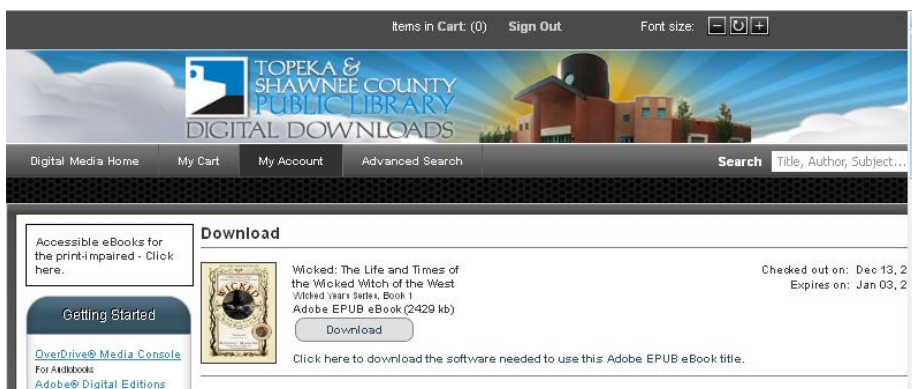 Items in Cart: (0) Sign Out Font size: - +
TOPEKA &
SHAWNEE COUNTY
PUBLIC LIBRARY
DIGITAL DOWNLOADS
Digital Media Home My Cart My Account Advanced Search Search Title, Author, Subject...
Accessible eBooks for
the print-impaired - Click
here.
Getting Started
OverDrive® Media Console
For Audiobooks
Adobe® Digital Editions
Download
WICKED
Wicked: The Life and Times of
the Wicked Witch of the West
Wicked Years Series, Book 1
Adobe EPUB eBook (2429 kb)
Download
Click here to download the software needed to use this Adobe EPUB eBook title.
Checked out on: Dec 13, 2
Expires on: Jan 03, 2